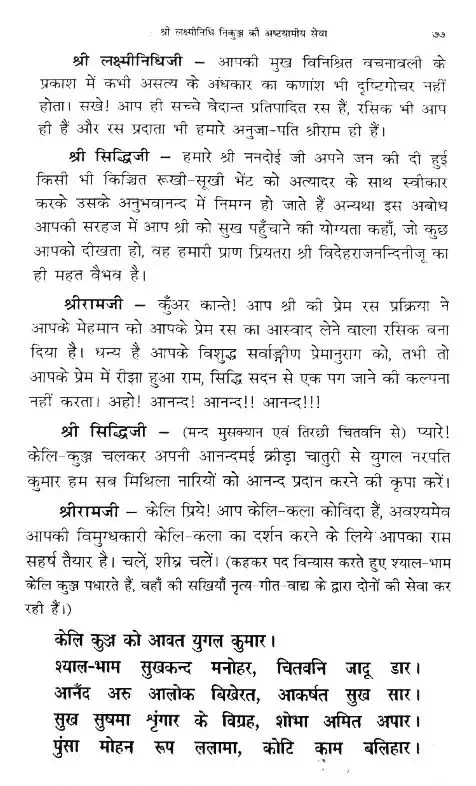 श्री लक्ष्मीनिधि निकुञ्ज की अष्टयामीय सेवा ७७
श्री लक्ष्मीनिधिजी – आपकी मुख विनिश्रित वचनावली के
प्रकाश में कभी असत्य के अंधकार का कणांश भी दृष्टिगोचर नहीं
होता। सखे! आप ही सच्चे वेदान्त प्रतिपादित रस हैं, रसिक भी आप
ही हैं और रस प्रदाता भी हमारे अनुजा-पति श्रीराम ही हैं।
श्री सिद्धिजी – हमारे श्री ननदोई जी अपने जन की दी हुई
किसी भी किञ्चित रूखी-सूखी भेंट को अत्यादर के साथ स्वीकार
करके उसके अनुभवानन्द में निमग्न हो जाते हैं अन्यथा इस अबोध
आपकी सरहज में आप श्री को सुख पहुँचाने की योग्यता कहाँ, जो कुछ
आपको दीखता हो, वह हमारी प्राण प्रियतरा श्री विदेहराजनन्दिनीजू का
ही महत वैभव है।
श्रीरामजी – कुँअर कान्ते! आप श्री की प्रेम रस प्रक्रिया ने
आपके मेहमान को आपके प्रेम रस का आस्वाद लेने वाला रसिक बना
दिया है। धन्य है आपके विशुद्ध सर्वाङ्गीण प्रेमानुराग को, तभी तो
आपके प्रेम में रीझा हुआ राम, सिद्धि सदन से एक पग जाने की कल्पना
नहीं करता। अहो! आनन्द! आनन्द!! आनन्द!!!
श्री सिद्धिजी – (मन्द मुसक्यान एवं तिरछी चितवनि से) प्यारे!
केलि-कुञ्ज चलकर अपनी आनन्दमई क्रीड़ा चातुरी से युगल नरपति
कुमार हम सब मिथिला नारियों को आनन्द प्रदान करने की कृपा करें।
श्रीरामजी – केलि प्रिये! आप केलि-कला कोविदा हैं, अवश्यमेव
आपकी विमुग्धकारी केलि-कला का दर्शन करने के लिये आपका राम
सहर्ष तैयार है। चलें, शीघ्र चलें। (कहकर पद विन्यास करते हुए श्याल-भाम
केलि कुञ्ज पधारते हैं, वहाँ की सखियाँ नृत्य-गीत-वाद्य के द्वारा दोनों की सेवा कर
रही हैं।)
केलि कुञ्ज को आवत युगल कुमार।
श्याल-भाम सुखकन्द मनोहर, चितवनि जादू डार।
आनँद अरु आलोक बिखेरत, आकर्षत सुख सार।
सुख सुषमा शृंगार के विग्रह, शोभा अमित अपार।
पुंसा मोहन रूप ललामा, कोटि काम बलिहार।